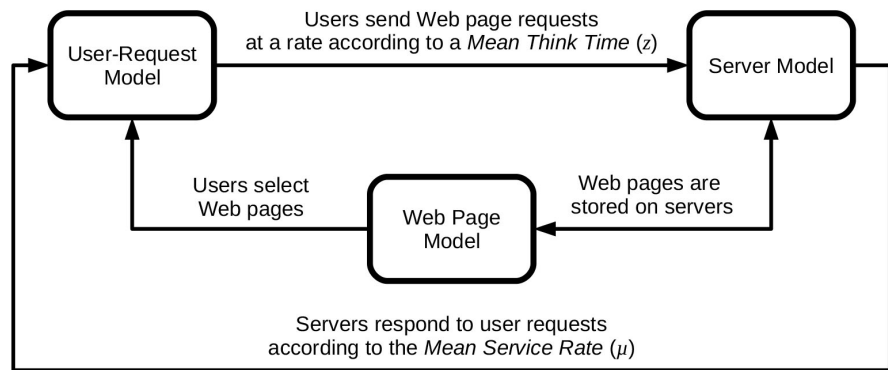 Users send Web page requests
at a rate according to a Mean Think Time (z)
User-Request
Model
Server Model
Users select
Web pages
Web Page
Model
Web pages are
stored on servers
Servers respond to user requests
according to the Mean Service Rate (μ)